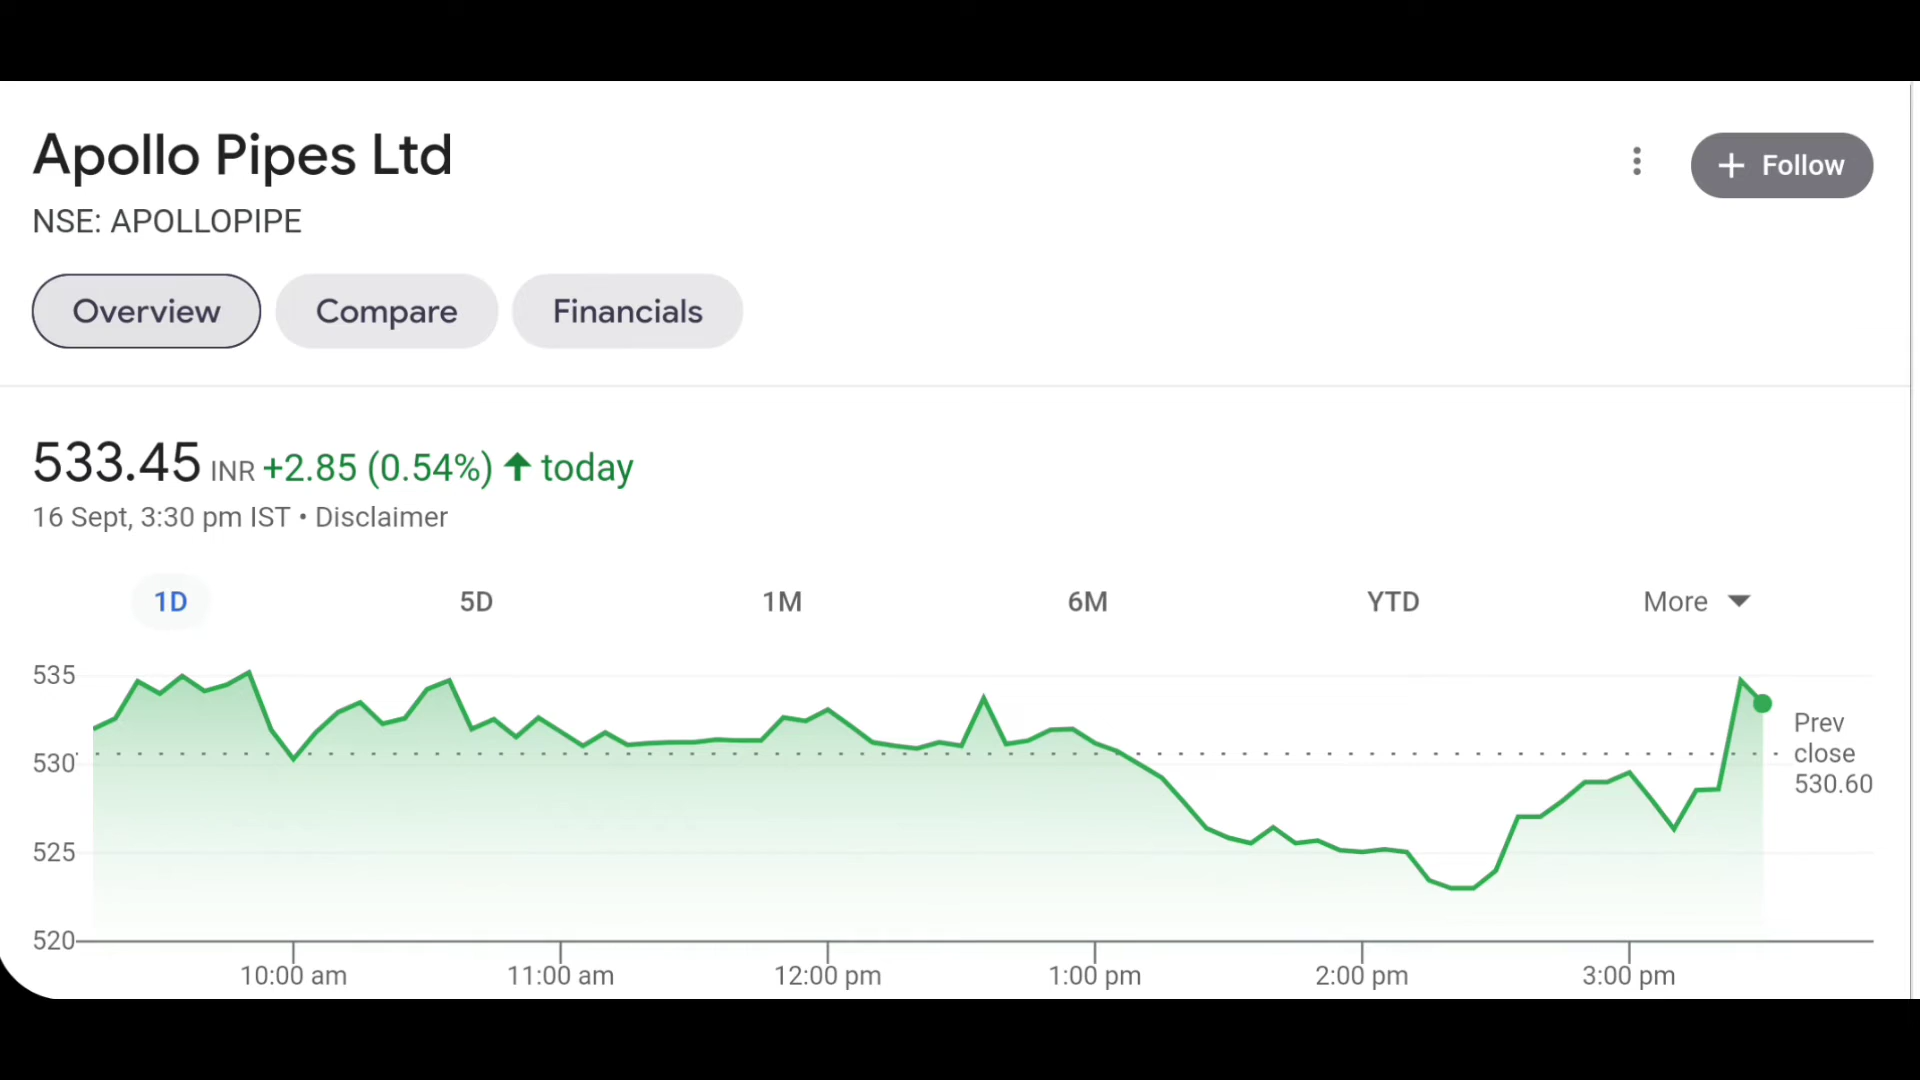 Apollo Pipes Ltd
+ Follow
NSE: APOLLOPIPE
Overview Compare Financials
533.45 INR +2.85 (0.54%) ↑ today
16 Sept, 3:30 pm IST • Disclaimer
1D 5D 1M 6M YTD More
535
530
525
520
Prev
close
530.60
10:00 am 11:00 am 12:00 pm 1:00 pm 2:00 pm 3:00 pm